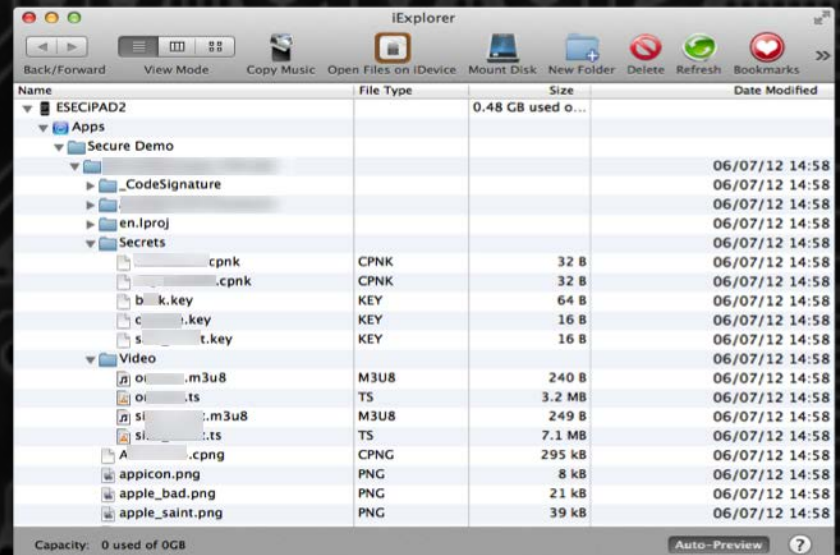 iExplorer
Back/Forward View Mode Copy Music Open Files on iDevice Mount Disk New Folder Delete Refresh Bookmarks
Name File Type Size Date Modified
ESECiPAD2 0.48 GB used o...
Apps
Secure Demo
06/07/12 14:58
_CodeSignature 06/07/12 14:58
06/07/12 14:58
en.lproj 06/07/12 14:58
Secrets 06/07/12 14:58
cpnk CPNK 32 B 06/07/12 14:58
.cpnk CPNK 32 B 06/07/12 14:58
b k.key KEY 64 B 06/07/12 14:58
.key KEY 16 B 06/07/12 14:58
s t.key KEY 16 B 06/07/12 14:58
Video 06/07/12 14:58
.m3u8 M3U8 240 B 06/07/12 14:58
.ts TS 3.2 MB 06/07/12 14:58
si :.m3u8 M3U8 249 B 06/07/12 14:58
si :.ts TS 7.1 MB 06/07/12 14:58
A .cpng CPNG 295 kB 06/07/12 14:58
appicon.png PNG 8 kB 06/07/12 14:58
apple_bad.png PNG 21 kB 06/07/12 14:58
apple_saint.png PNG 39 kB 06/07/12 14:58
Capacity: 0 used of 0GB Auto-Preview ?